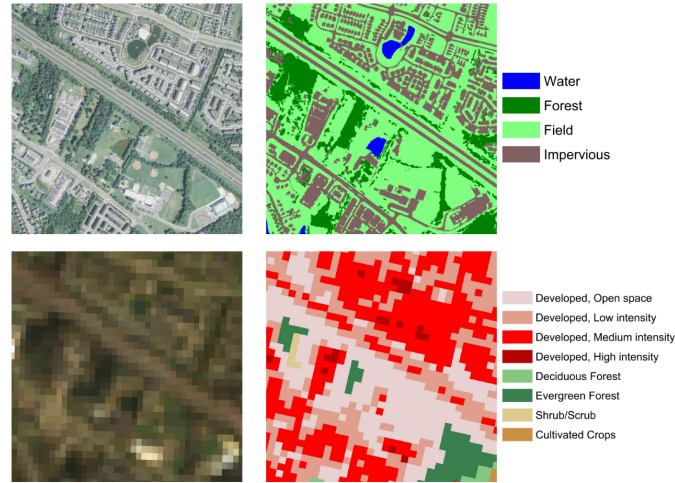 Water
Forest
Field
Impervious
Developed, Open space
Developed, Low intensity
Developed, Medium intensity
Developed, High intensity
Deciduous Forest
Evergreen Forest
Shrub/Scrub
Cultivated Crops